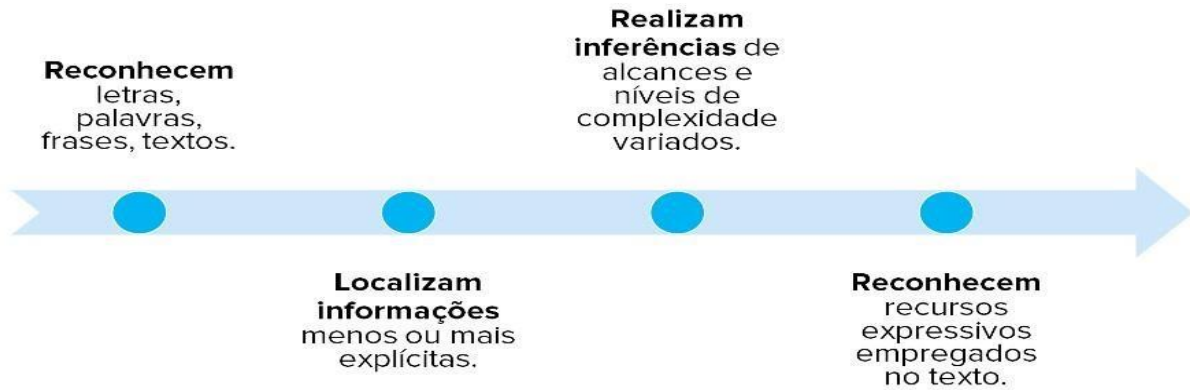 Reconhecem
letras,
palavras,
frases, textos.
Localizam
informações
menos ou mais
explícitas.
Realizam
inferências de
alcances e
níveis de
complexidade
variados.
Reconhecem
recursos
expressivos
empregados
no texto.